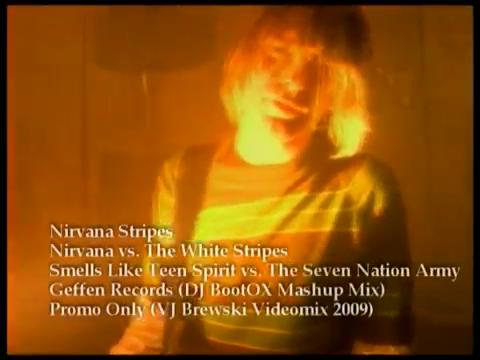 Nirvana Stripes
Nirvana vs. The White Stripes
Smells Like Teen Spirit vs. The Seven Nation Army
Geffen Records (DJ BootOX Mashup Mix)
Promo Only (VJ Brewski Videomix 2009)